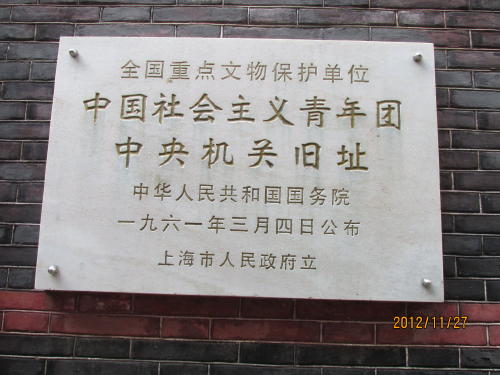 全国重点文物保护单位
中国社会主义青年团
中央机关旧址
中华人民共和国国务院
一九六一年三月四日公布
上海市人民政府立
2012/11/27